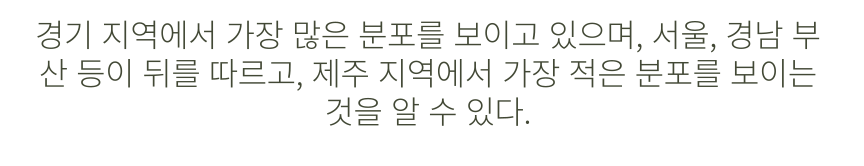 경기 지역에서 가장 많은 분포를 보이고 있으며, 서울, 경남 부
산 등이 뒤를 따르고, 제주 지역에서 가장 적은 분포를 보이는
것을 알 수 있다.